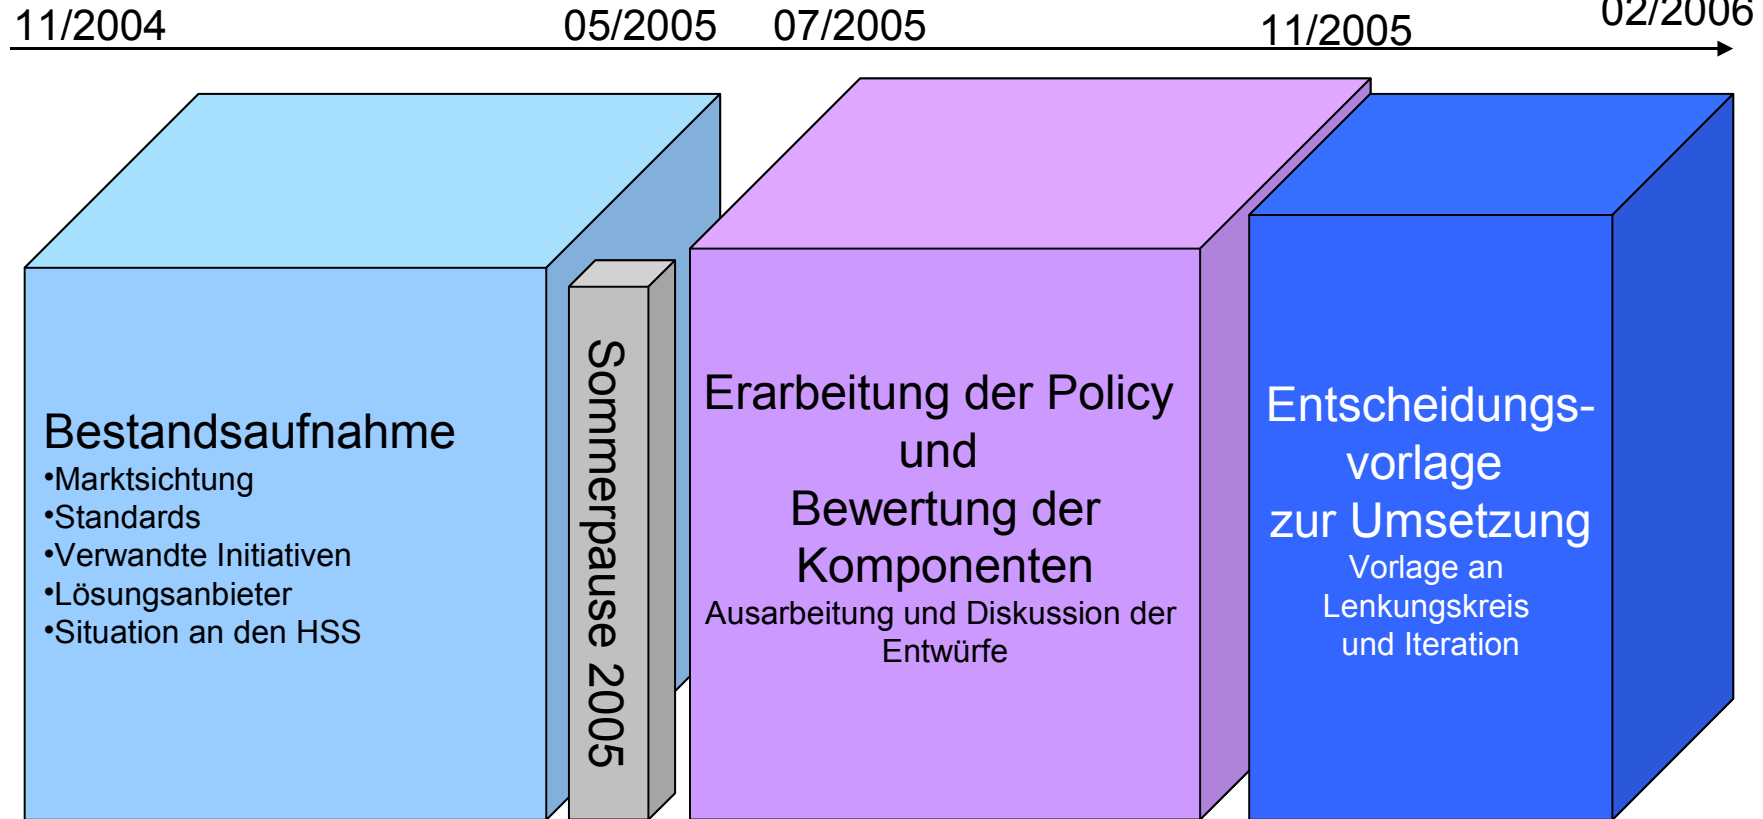 11/2004
05/2005
07/2005
11/2005
02/2006
Bestandsaufnahme
•Marktsichtung
•Standards
•Verwandte Initiativen
•Lösungsanbieter
•Situation an den HSS
Sommerpause 2005
Erarbeitung der Policy
und
Bewertung der
Komponenten
Ausarbeitung und Diskussion der
Entwürfe
Entscheidungs-
vorlage
zur Umsetzung
Vorlage an
Lenkungskreis
und Iteration